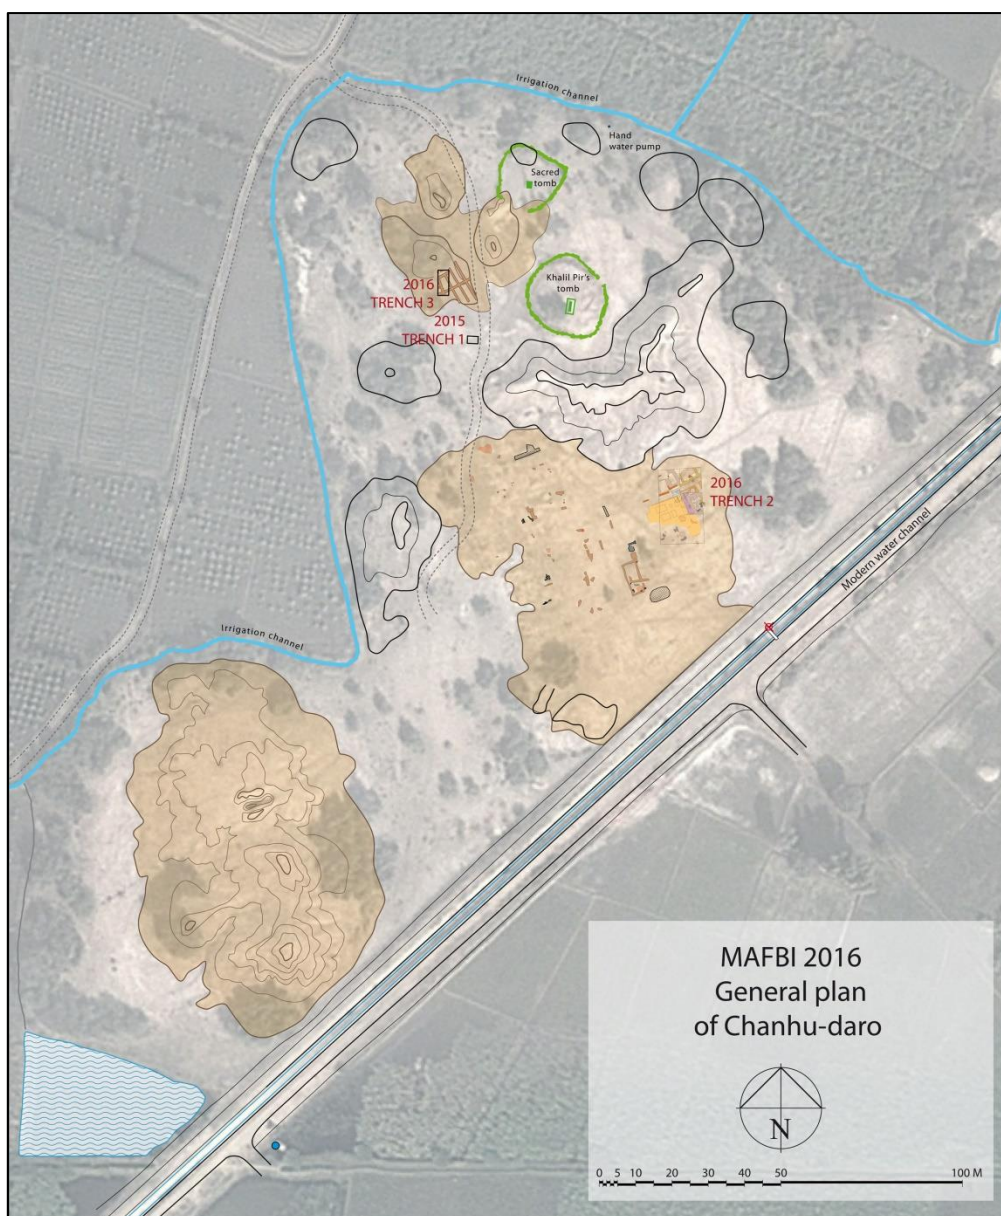 Irrigation channel
Hand
water pump
Sacred
tomb
Khalil Pir's
tomb
2016
TRENCH 3
2015
TRENCH 1
2016
TRENCH 2
Modern water channel
Irrigation channel
MAFBI 2016
General plan
of Chanhu-daro
N
0 5 10 20 30 40 50 100 M